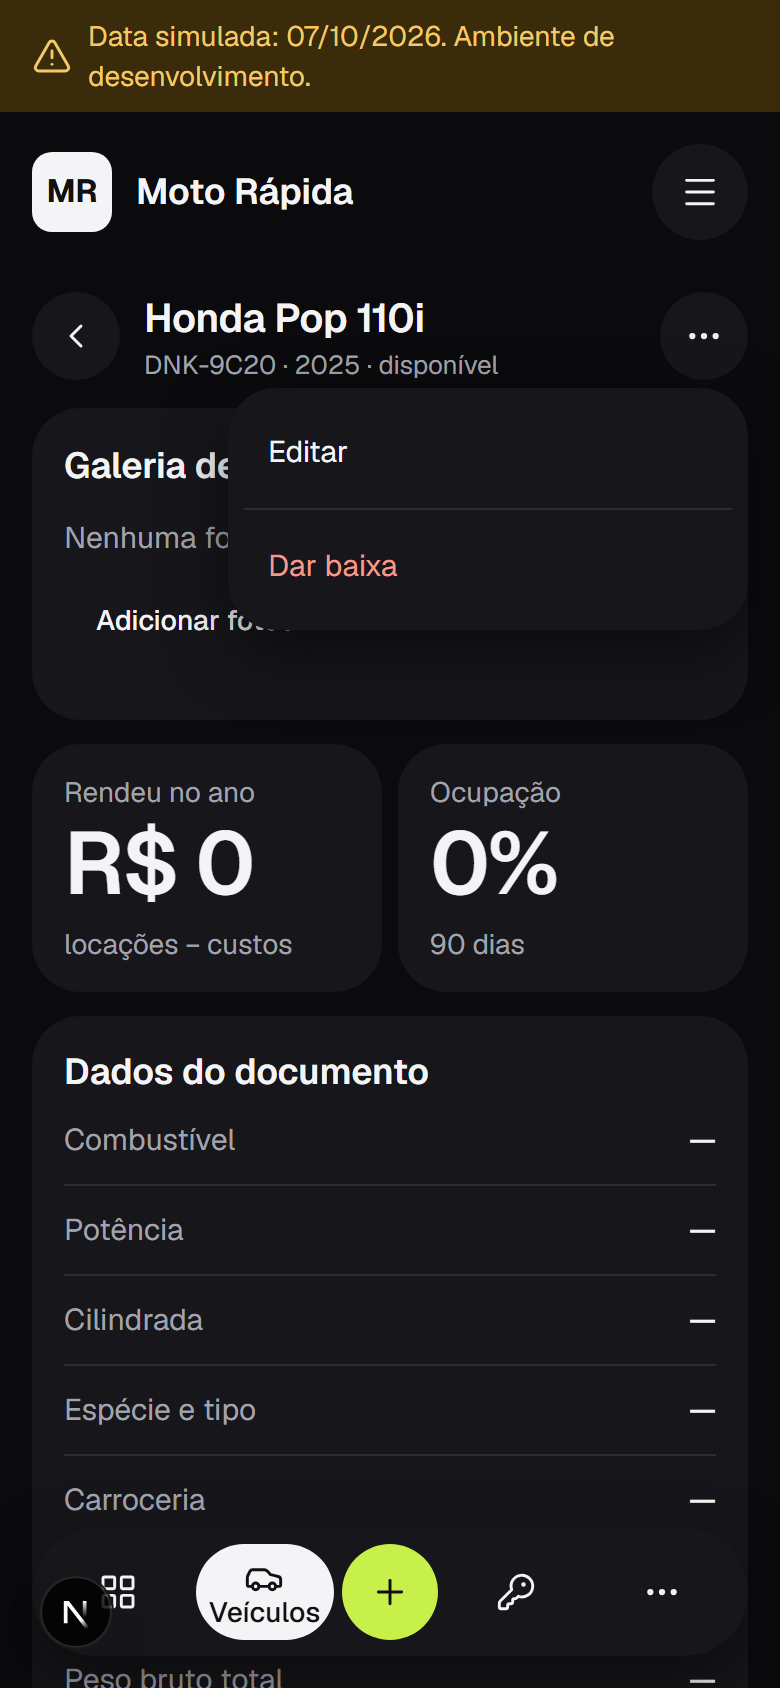 Data simulada: 07/10/2026. Ambiente de
desenvolvimento.
MR Moto Rápida
Honda Pop 110i
DNK-9C20 · 2025 · disponível
Editar
Galeria de
Nenhuma fo
Dar baixa
Adicionar
Rendeu no ano
R$ 0
locações – custos
Ocupação
0%
90 dias
Dados do documento
Combustível —
Potência —
Cilindrada —
Espécie e tipo —
Carroceria —
Veículos
N
Peso bruto total —